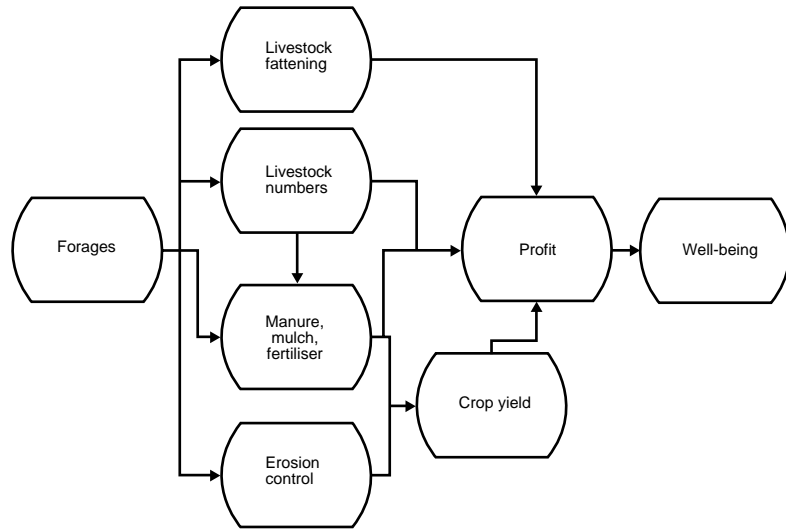 Livestock
fattening
Livestock
numbers
Forages
Profit
Well-being
Manure,
mulch,
fertiliser
Crop yield
Erosion
control